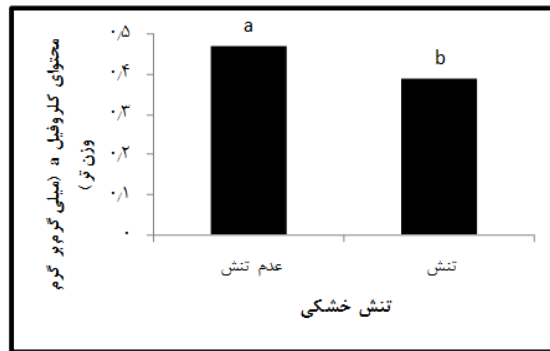 محتوای کلروفیل a (میلی گرم بر گرم
وزن تر)
۰/۵
۰/۴
۰/۳
۰/۲
۰/۱
۰
a
b
عدم تنش
تنش
تنش خشکی